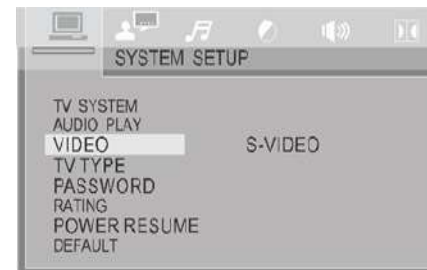 SYSTEM SETUP
TV SYSTEM
AUDIO PLAY
VIDEO S-VIDEO
TV TYPE
PASSWORD
RATING
POWER RESUME
DEFAULT